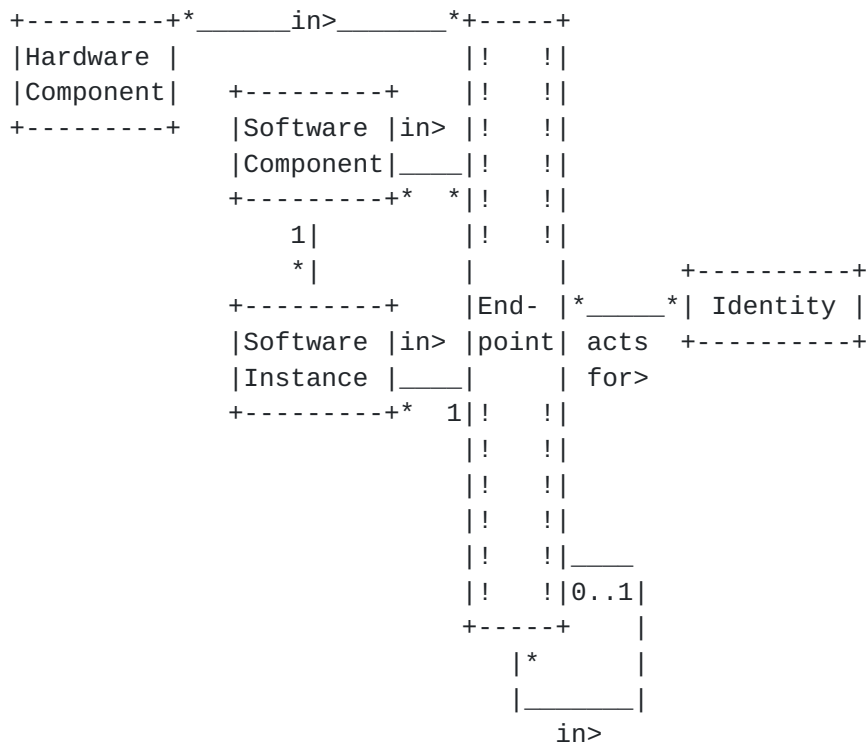 +---------+*______in>_______*+-----+
|Hardware |                  |!   !|
|Component|   +---------+    |!   !|
+---------+   |Software |in> |!   !|
              |Component|____|!   !|
              +---------+*  *|!   !|
                  1|         |!   !|
                  *|         |     |       +----------+
              +---------+    |End- |*_____*| Identity |
              |Software |in> |point| acts  +----------+
              |Instance |____|     | for>
              +---------+*  1|!   !|
                             |!   !|
                             |!   !|
                             |!   !|
                             |!   !|____
                             |!   !|0..1|
                             +-----+    |
                                |*      |
                                |_______|
                                   in>